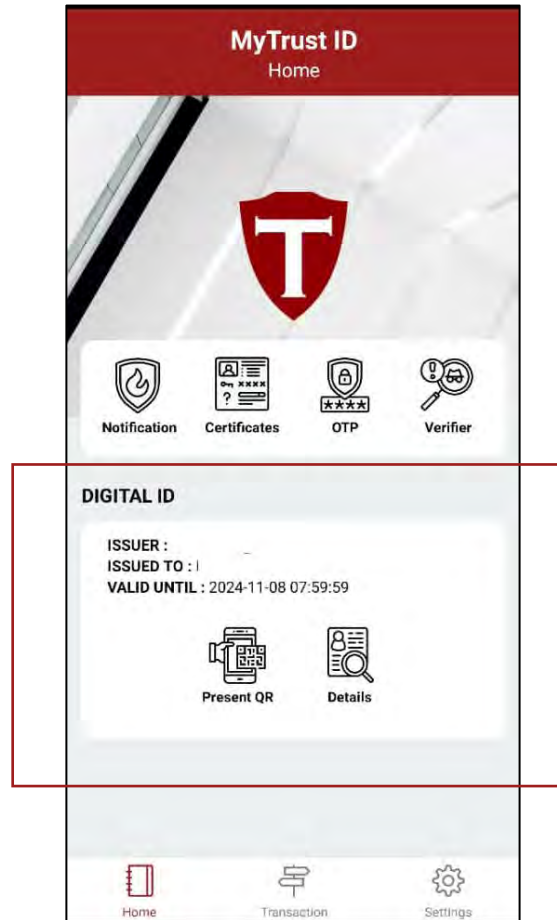 MyTrust ID
Home
T
Notification Certificates OTP Verifier
DIGITAL ID
ISSUER :
ISSUED TO :
VALID UNTIL : 2024-11-08 07:59:59
Present QR Details
Home Transaction Settings